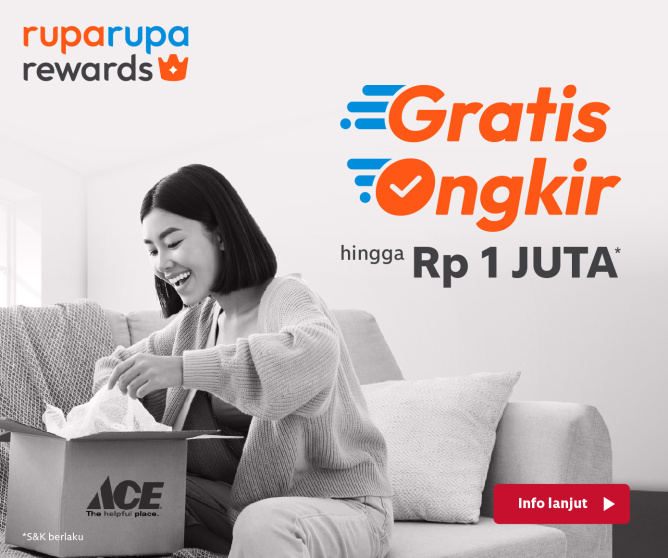 ruparupa
rewards
Gratis
Ongkir
hingga Rp 1 JUTA*
ACE
The helpful place.
Info lanjut
*S&K berlaku